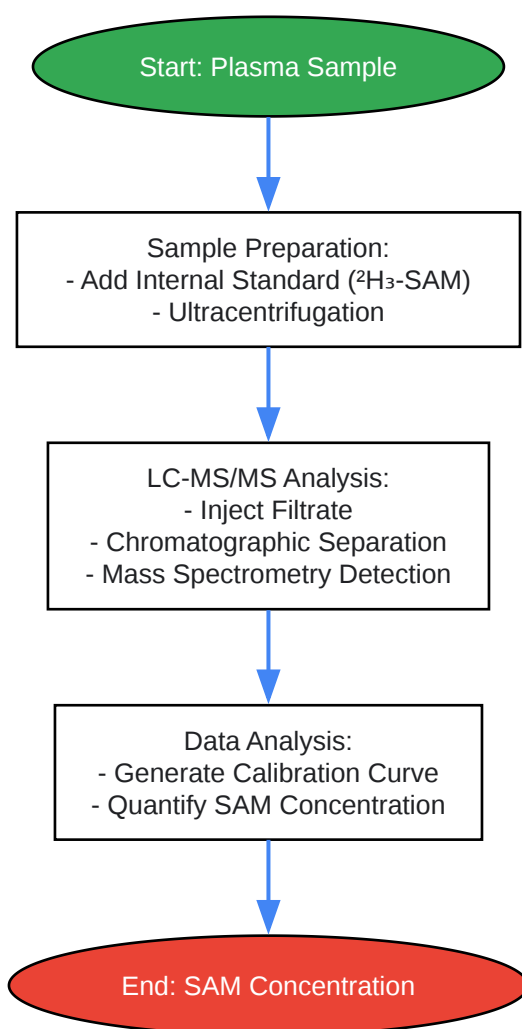 Start: Plasma Sample
Sample Preparation:
- Add Internal Standard (²H₃-SAM)
- Ultracentrifugation
LC-MS/MS Analysis:
- Inject Filtrate
- Chromatographic Separation
- Mass Spectrometry Detection
Data Analysis:
- Generate Calibration Curve
- Quantify SAM Concentration
End: SAM Concentration